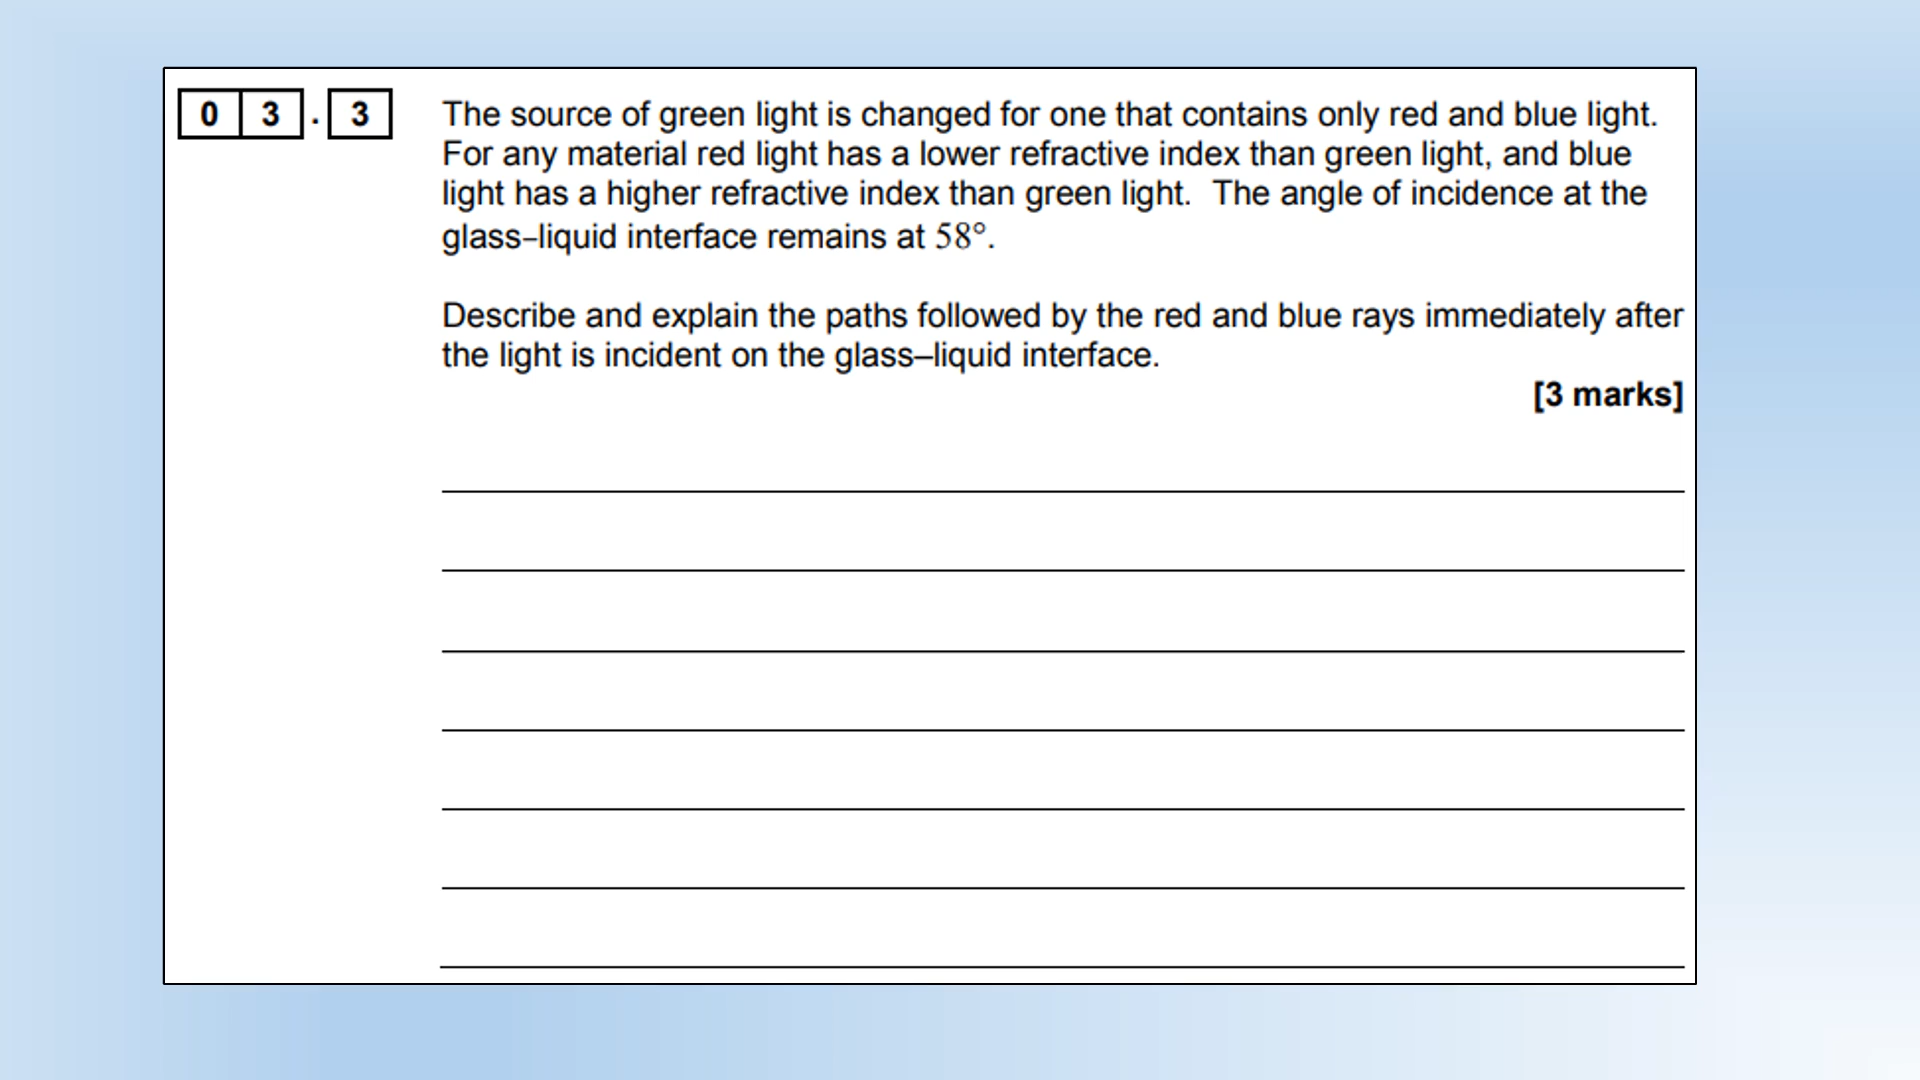 0 3 . 3 The source of green light is changed for one that contains only red and blue light.
For any material red light has a lower refractive index than green light, and blue
light has a higher refractive index than green light. The angle of incidence at the
glass–liquid interface remains at 58°.
Describe and explain the paths followed by the red and blue rays immediately after
the light is incident on the glass–liquid interface.
[3 marks]